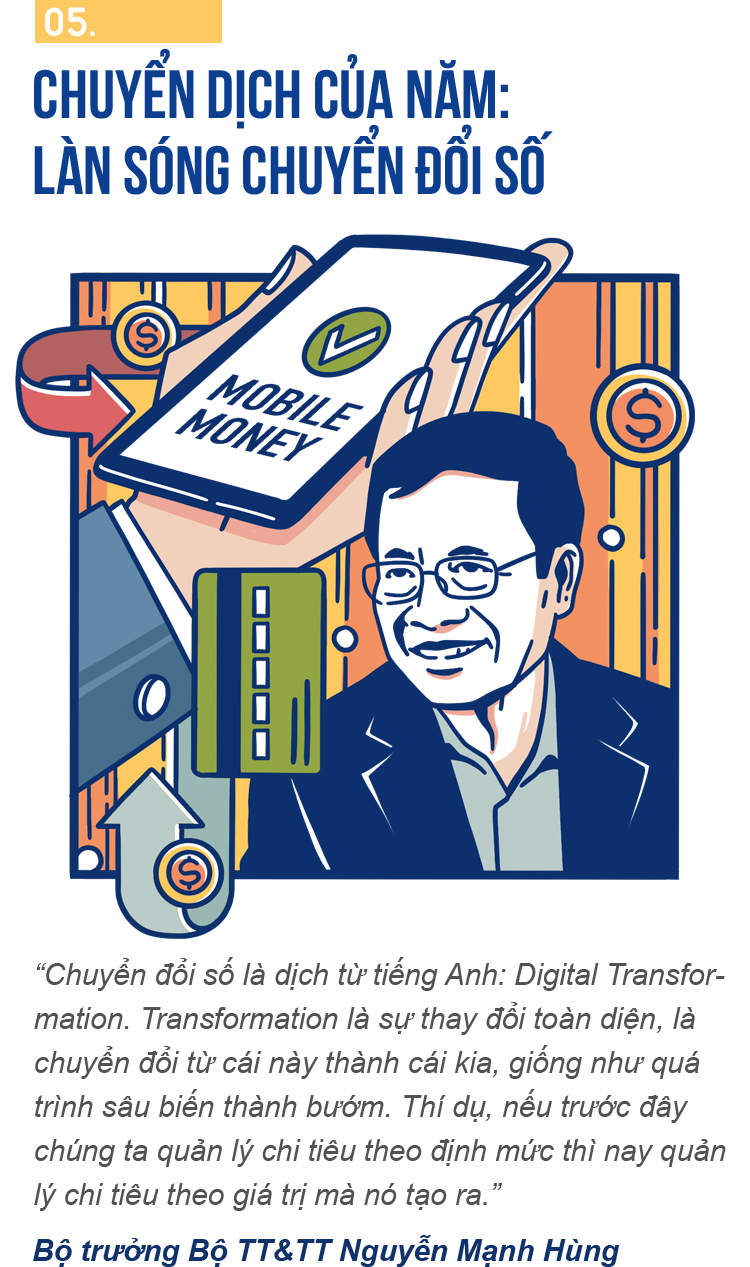 05.
CHUYỂN DỊCH CỦA NĂM:
LÀN SÓNG CHUYỂN ĐỔI SỐ
$
MOBILE
MONEY
$
$
“Chuyển đổi số là dịch từ tiếng Anh: Digital Transfor-
mation. Transformation là sự thay đổi toàn diện, là
chuyển đổi từ cái này thành cái kia, giống như quá
trình sâu biến thành bướm. Thí dụ, nếu trước đây
chúng ta quản lý chi tiêu theo định mức thì nay quản
lý chi tiêu theo giá trị mà nó tạo ra.”
Bộ trưởng Bộ TT&TT Nguyễn Mạnh Hùng